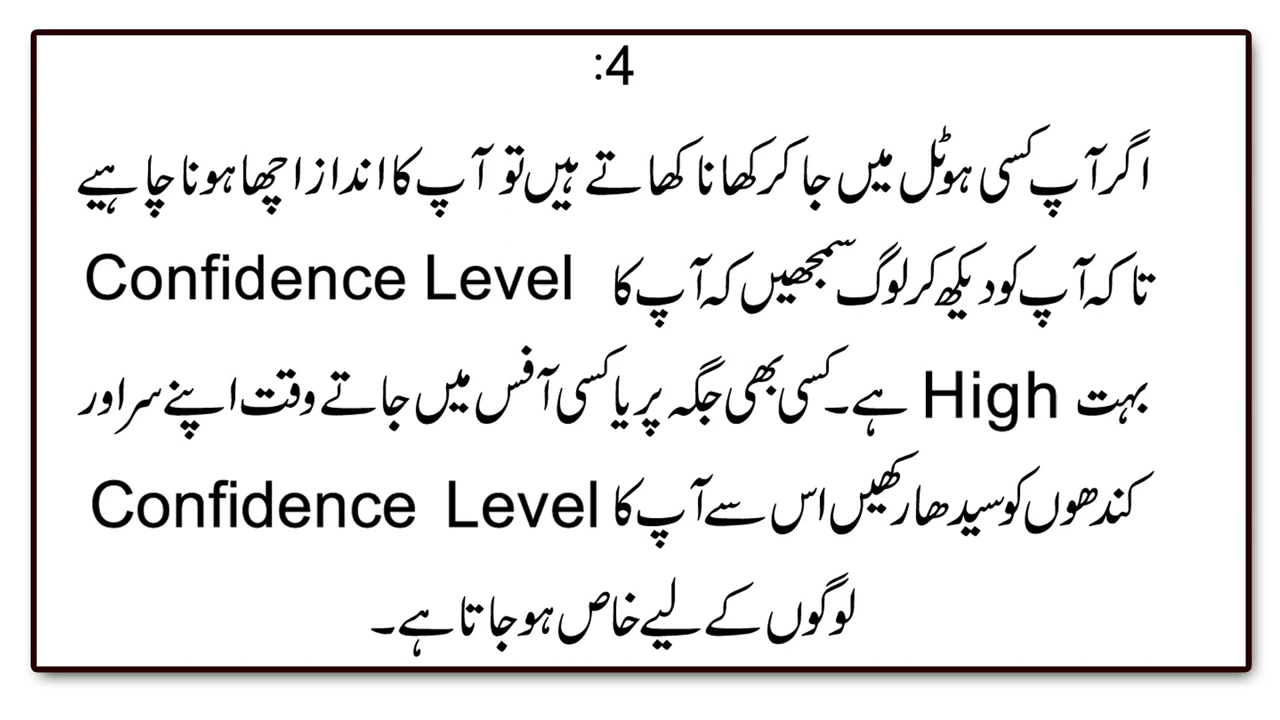 4:
اگر آپ کسی ہوٹل میں جا کر کھانا کھاتے ہیں تو آپ کا انداز اچھا ہونا چاہیے
تا کہ آپ کو دیکھ کر لوگ سمجھیں کہ آپ کا Confidence Level
بہت High ہے۔ کسی بھی جگہ پر یا کسی آفس میں جاتے وقت اپنے سر اور
کندھوں کو سیدھا رکھیں اس سے آپ کا Confidence Level
لوگوں کے لیے خاص ہو جاتا ہے۔